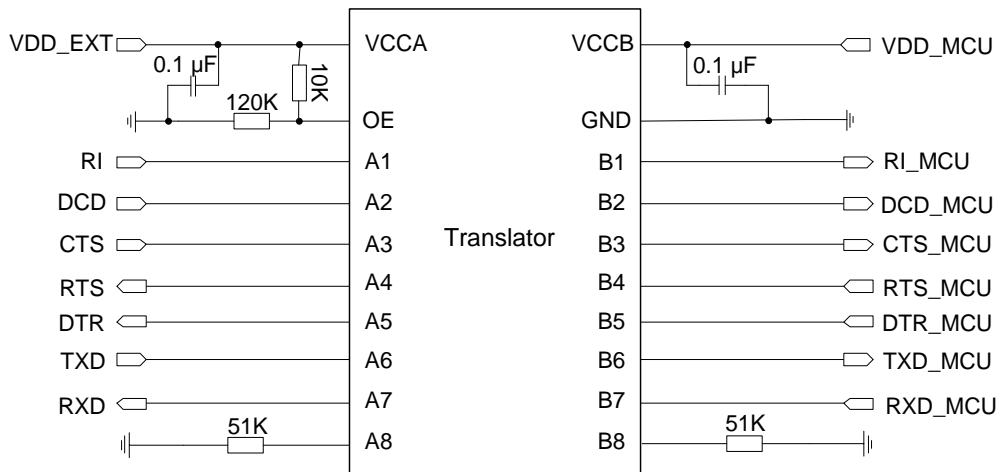 VDD_EXT VCCA VCCB VDD_MCU
0.1 µF 10K 0.1 µF
120K OE GND
RI A1 B1 RI_MCU
DCD A2 B2 DCD_MCU
CTS A3 Translator B3 CTS_MCU
RTS A4 B4 RTS_MCU
DTR A5 B5 DTR_MCU
TXD A6 B6 TXD_MCU
RXD A7 B7 RXD_MCU
51K A8 B8 51K